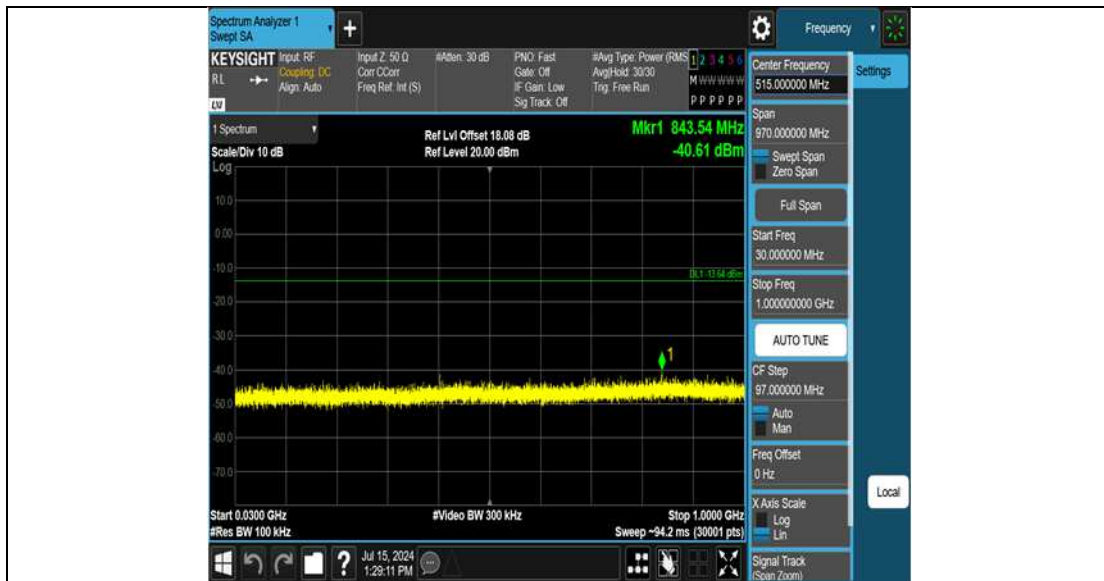 Spectrum Analyzer 1
Swept SA
+
Frequency
KEYSIGHT
RL
LXI
Input: RF
Coupling: DC
Align: Auto
Input Z: 50 Ω
Corr CCorr
Freq Ref: Int (S)
#Atten: 30 dB
PNO: Fast
Gate: Off
IF Gain: Low
Sig Track: Off
#Avg Type: Power (RMS
Avg|Hold: 30/30
Trig: Free Run
1 2 3 4 5 6
M W W W W W
P P P P P P
1 Spectrum
Scale/Div 10 dB
Ref Lvl Offset 18.08 dB
Ref Level 20.00 dBm
Mkr1 843.54 MHz
-40.61 dBm
Log
10.0
0.00
-10.0
DL1 -13.64 dBm
-20.0
-30.0
1
-40.0
-50.0
-60.0
-70.0
Start 0.0300 GHz
#Res BW 100 kHz
#Video BW 300 kHz
Stop 1.0000 GHz
Sweep ~94.2 ms (30001 pts)
?
Jul 15, 2024
1:29:11 PM
Center Frequency
515.000000 MHz
Settings
Span
970.000000 MHz
Swept Span
Zero Span
Full Span
Start Freq
30.000000 MHz
Stop Freq
1.000000000 GHz
AUTO TUNE
CF Step
97.000000 MHz
Auto
Man
Freq Offset
0 Hz
Local
X Axis Scale
Log
Lin
Signal Track
(Span Zoom)